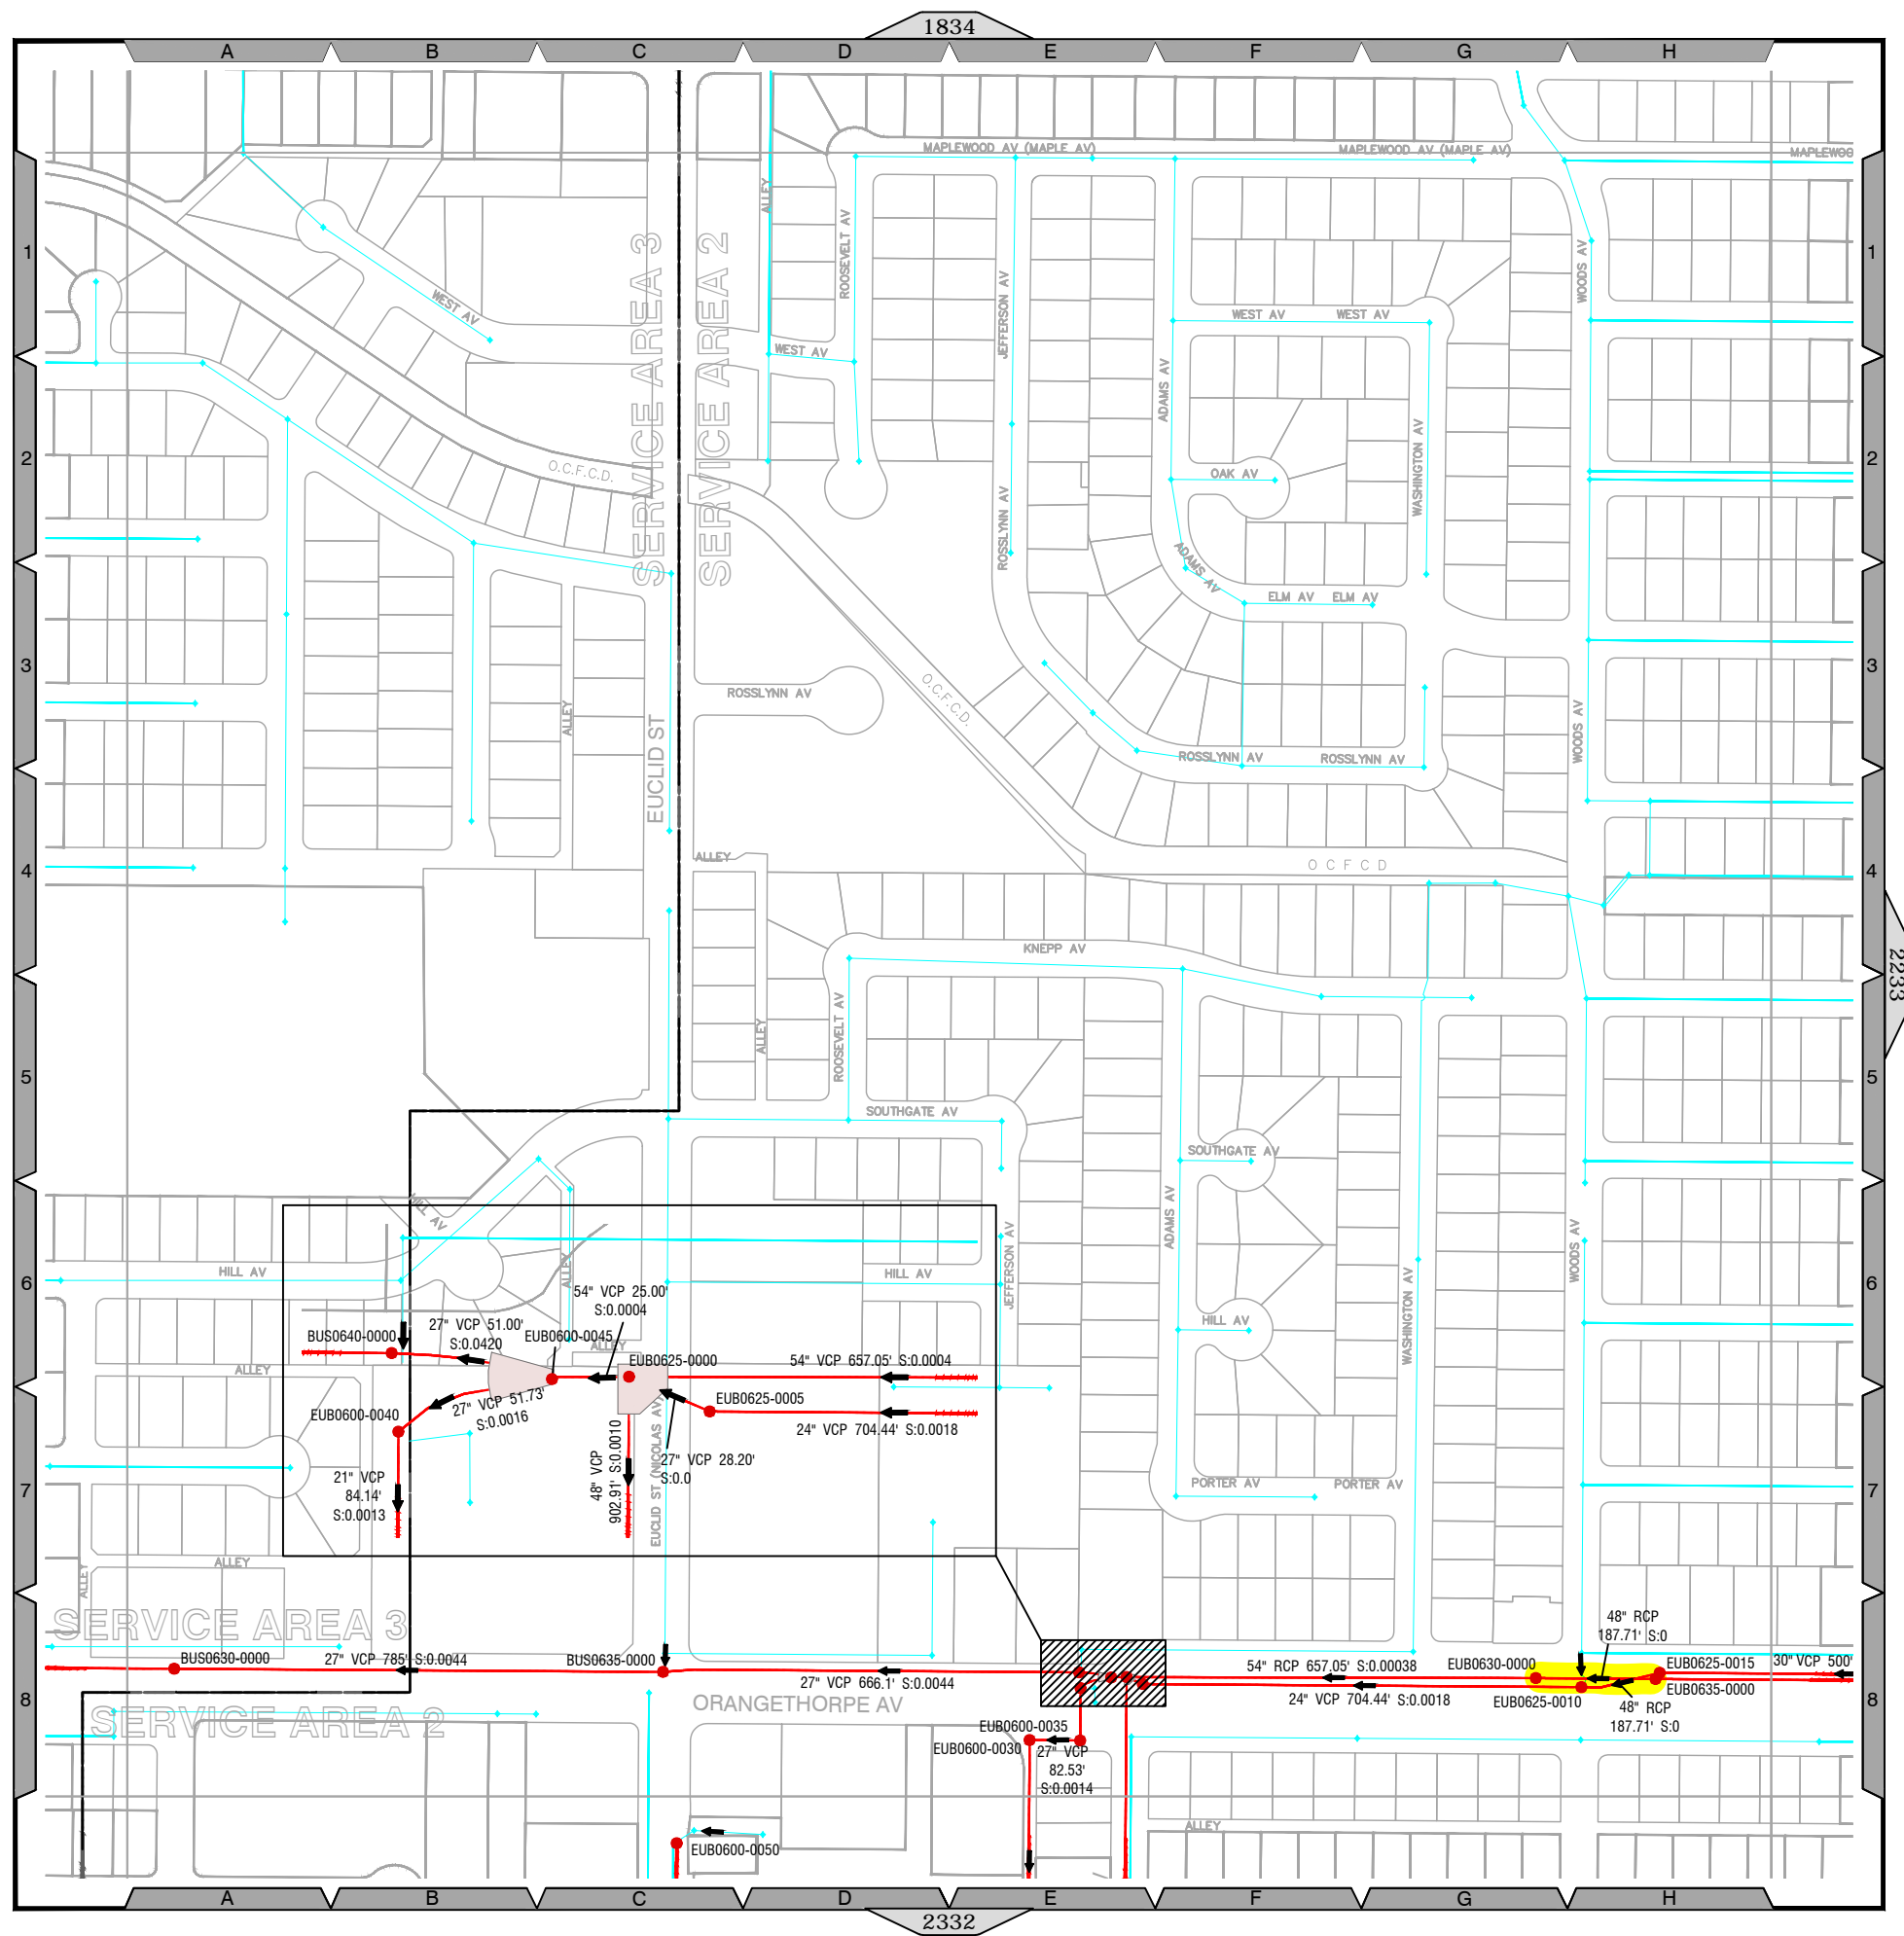 1834
A B C D E F G H
MAPLEWOOD AV (MAPLE AV)
MAPLEWOOD AV (MAPLE AV)
MAPLEWOO
ALLEY
ROOSEVELT AV
SERVICE AREA 3
SERVICE AREA 2
1
1
WOODS AV
JEFFERSON AV
WEST AV
WEST AV
WEST AV
WEST AV
ADAMS AV
2
2
O.C.F.C.D.
OAK AV
WASHINGTON AV
ROSSLYNN AV
ADAMS AV
ELM AV
ELM AV
3
3
ROSSLYNN AV
O.C.F.C.D.
ALLEY
EUCLID ST
WOODS AV
ROSSLYNN AV
ROSSLYNN AV
ALLEY
O C F C D
4
4
KNEPP AV
2233
ALLEY
ROOSEVELT AV
5
5
SOUTHGATE AV
SOUTHGATE AV
HILL AV
ADAMS AV
WOODS AV
HILL AV
ALLEY
HILL AV
JEFFERSON AV
6
6
54" VCP 25.00'
S:0.0004
HILL AV
WASHINGTON AV
27" VCP 51.00'
S:0.0420
BUS0640-0000
EUB0600-0045
ALLEY
EUB0625-0000
54" VCP 657.05' S:0.0004
ALLEY
EUB0625-0005
27" VCP 51.73'
S:0.0016
EUB0600-0040
24" VCP 704.44' S:0.0018
48" VCP
902.91' S:0.0010
EUCLID ST (NICOLAS AV)
27" VCP 28.20'
S:0.0
21" VCP
84.14'
S:0.0013
PORTER AV
PORTER AV
7
7
ALLEY
ALLEY
SERVICE AREA 3
48" RCP
187.71' S:0
BUS0630-0000
27" VCP 785' S:0.0044
BUS0635-0000
27" VCP 666.1' S:0.0044
54" RCP 657.05' S:0.00038
EUB0630-0000
EUB0625-0015
30" VCP 500'
24" VCP 704.44' S:0.0018
EUB0625-0010
EUB0635-0000
48" RCP
187.71' S:0
8
8
ORANGETHORPE AV
SERVICE AREA 2
EUB0600-0035
EUB0600-0030
27" VCP
82.53'
S:0.0014
ALLEY
EUB0600-0050
A B C D E F G H
2332